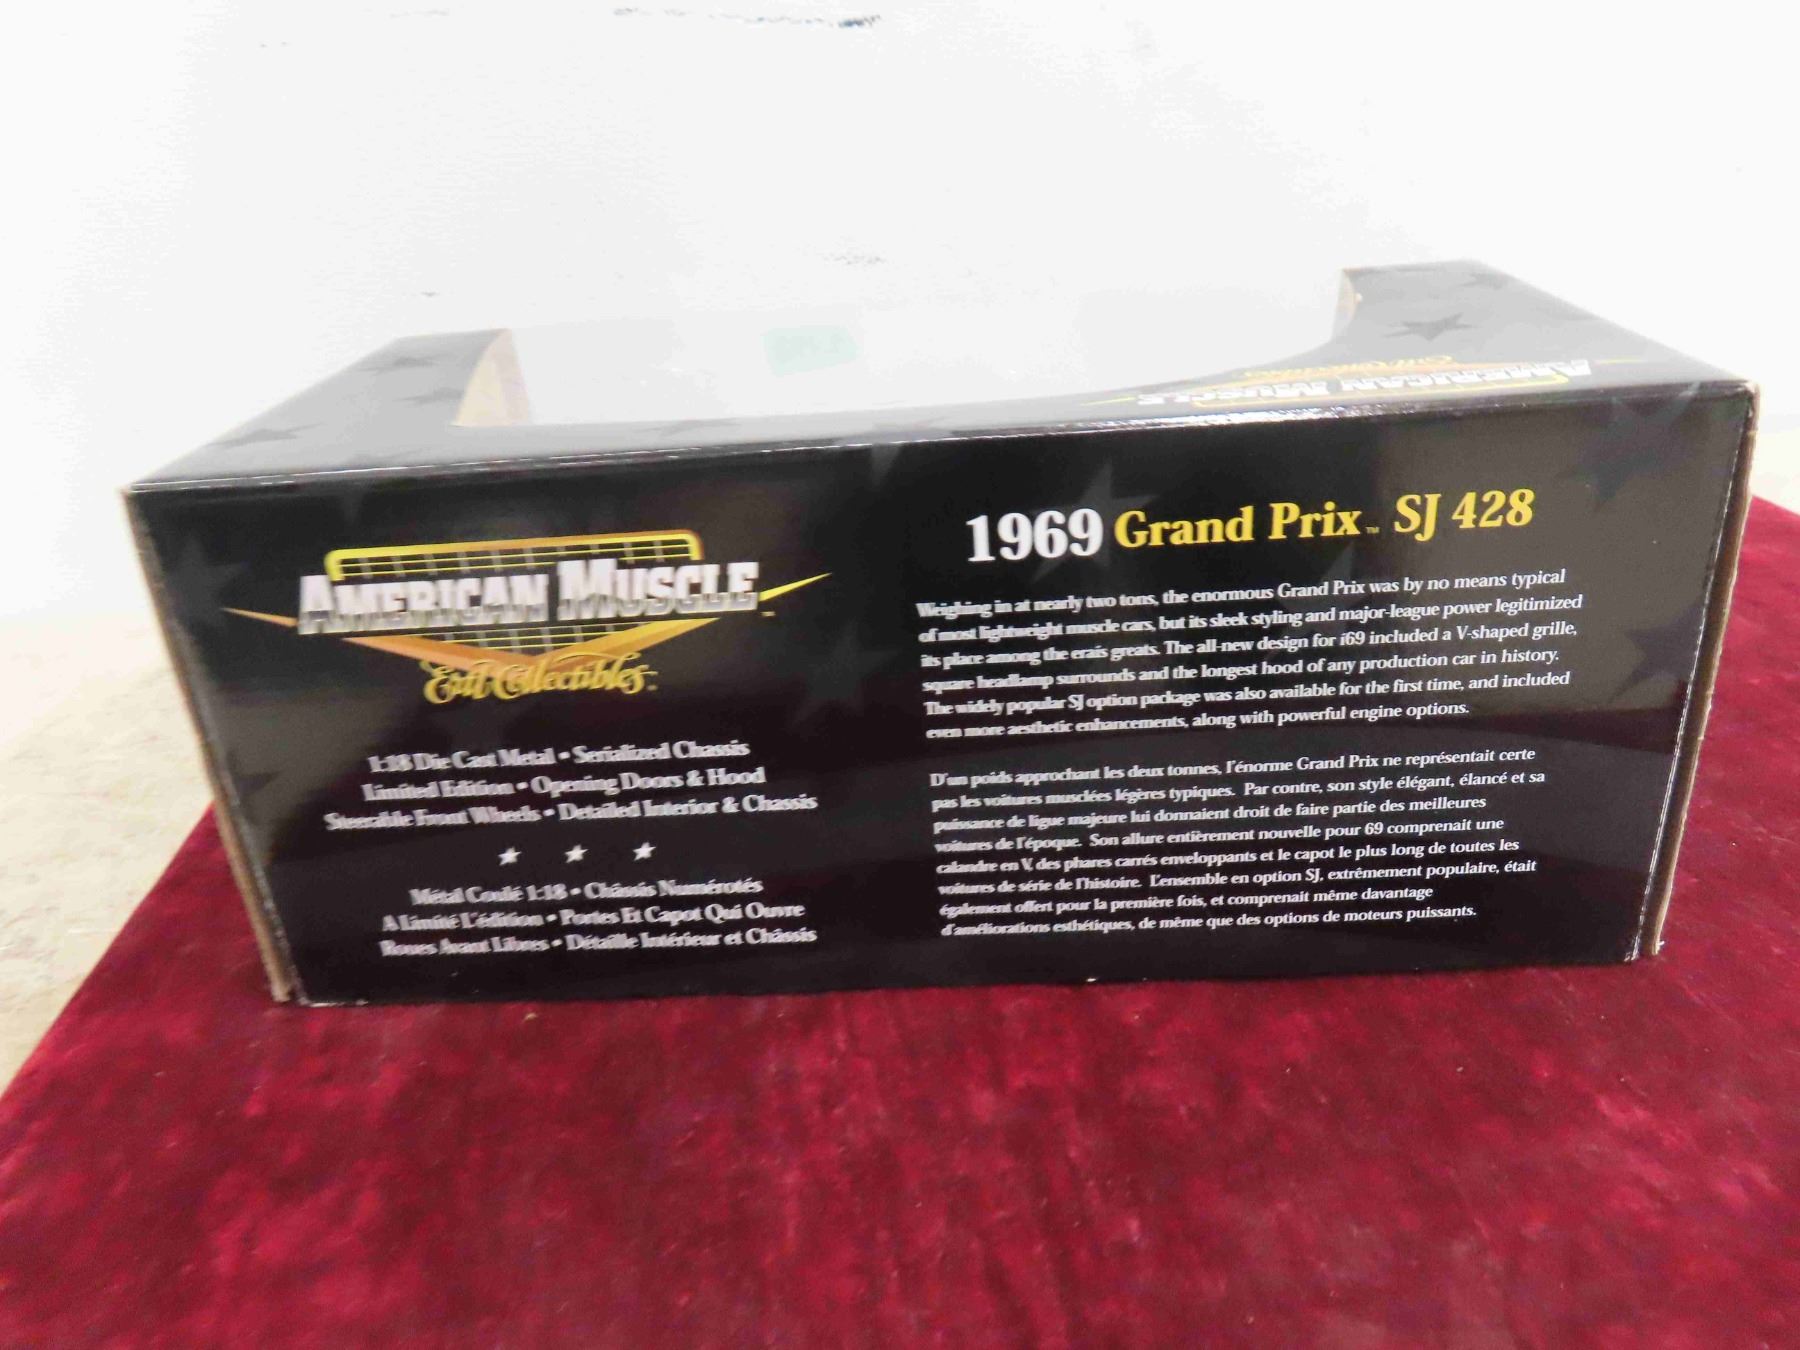 AMERICAN MUSCLE
Ertl Collectibles
AMERICAN MUSCLE™
Ertl Collectibles™
1:18 Die Cast Metal • Serialized Chassis
Limited Edition • Opening Doors & Hood
Steerable Front Wheels • Detailed Interior & Chassis
Métal Coulé 1:18 • Châssis Numérotés
A Limité L'édition • Portes Et Capot Qui Ouvre
Roues Avant Libres • Détaille Intérieur et Châssis
1969 Grand Prix™ SJ 428
Weighing in at nearly two tons, the enormous Grand Prix was by no means typical
of most lightweight muscle cars, but its sleek styling and major-league power legitimized
its place among the eraís greats. The all-new design for í69 included a V-shaped grille,
square headlamp surrounds and the longest hood of any production car in history.
The widely popular SJ option package was also available for the first time, and included
even more aesthetic enhancements, along with powerful engine options.
D'un poids approchant les deux tonnes, l'énorme Grand Prix ne représentait certe
pas les voitures musclées légères typiques. Par contre, son style élégant, élancé et sa
puissance de ligue majeure lui donnaient droit de faire partie des meilleures
voitures de l'époque. Son allure entièrement nouvelle pour 69 comprenait une
calandre en V, des phares carrés enveloppants et le capot le plus long de toutes les
voitures de série de l'histoire. L'ensemble en option SJ, extrêmement populaire, était
également offert pour la première fois, et comprenait même davantage
d'améliorations esthétiques, de même que des options de moteurs puissants.